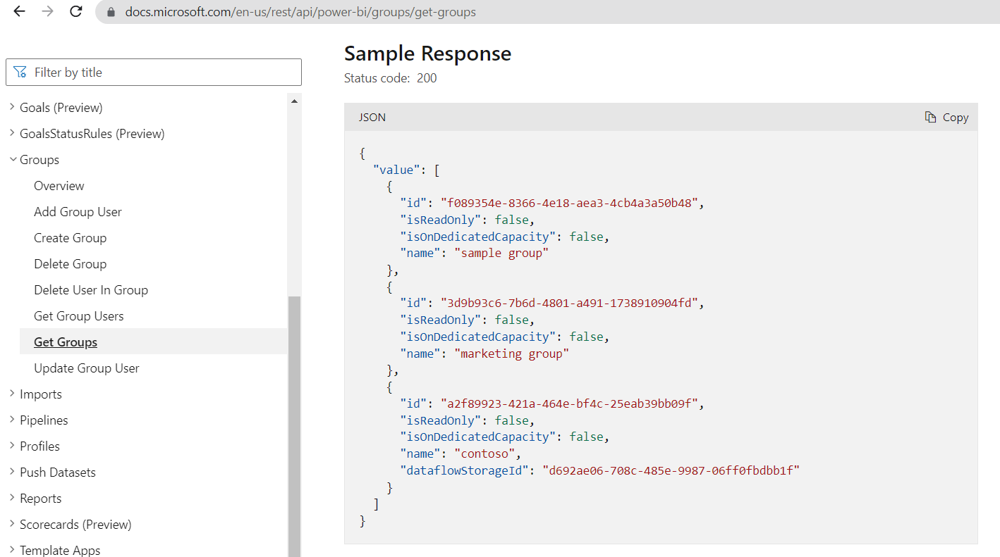 docs.microsoft.com/en-us/rest/api/power-bi/groups/get-groups
Filter by title
Goals (Preview)
GoalsStatusRules (Preview)
Groups
Overview
Add Group User
Create Group
Delete Group
Delete User In Group
Get Group Users
Get Groups
Update Group User
Imports
Pipelines
Profiles
Push Datasets
Reports
Scorecards (Preview)
Template Apps
Sample Response
Status code: 200
JSON
Copy
{
  "value": [
    {
      "id": "f089354e-8366-4e18-aea3-4cb4a3a50b48",
      "isReadOnly": false,
      "isOnDedicatedCapacity": false,
      "name": "sample group"
    },
    {
      "id": "3d9b93c6-7b6d-4801-a491-1738910904fd",
      "isReadOnly": false,
      "isOnDedicatedCapacity": false,
      "name": "marketing group"
    },
    {
      "id": "a2f89923-421a-464e-bf4c-25eab39bb09f",
      "isReadOnly": false,
      "isOnDedicatedCapacity": false,
      "name": "contoso",
      "dataflowStorageId": "d692ae06-708c-485e-9987-06ff0fbdbb1f"
    }
  ]
}